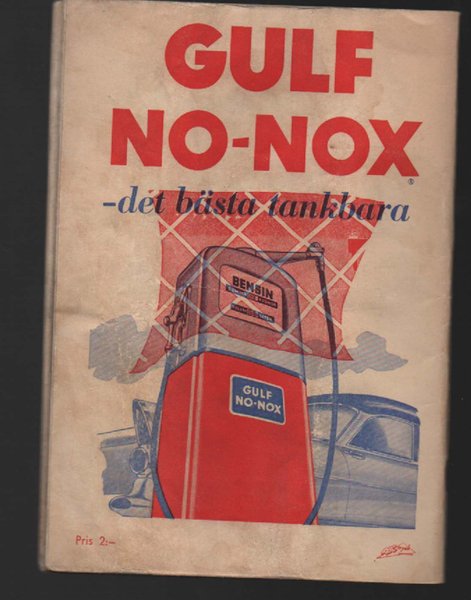 GULF
NO-NOX
®
-det bästa tankbara
BENSIN
GULF
NO-NOX
Pris 2:-